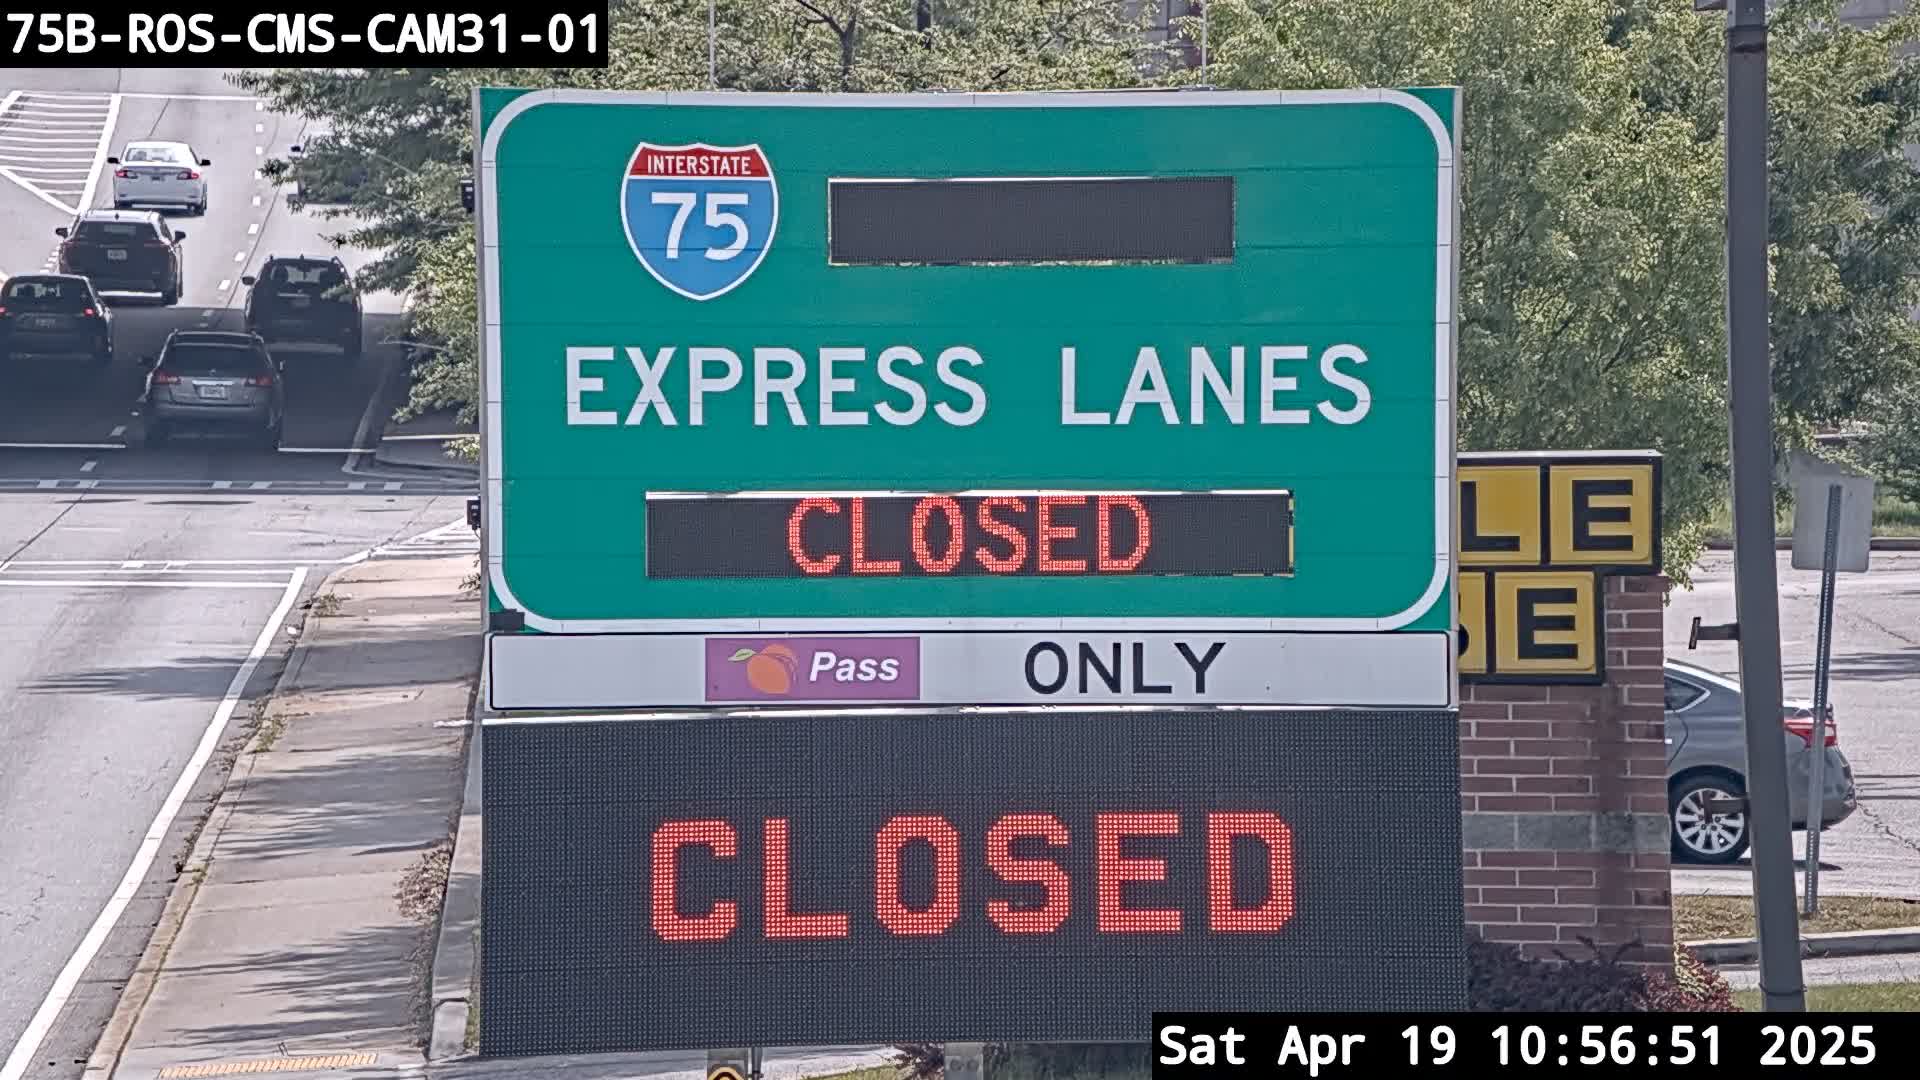 75B-ROS-CMS-CAM31-01
INTERSTATE
75
EXPRESS LANES
CLOSED
Pass ONLY
CLOSED
LE
E
Sat Apr 19 10:56:51 2025